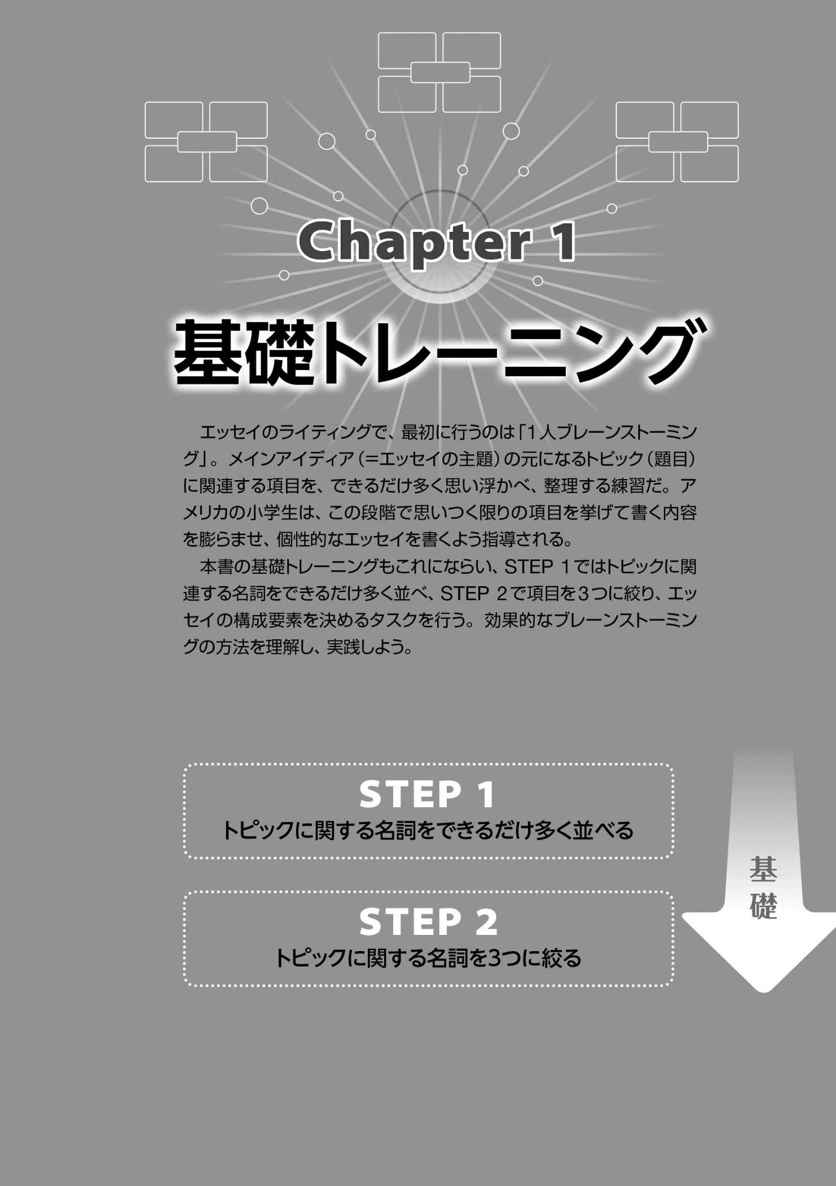 Chapter 1
基礎トレーニング
エッセイのライティングで、最初に行うのは「1人ブレーンストーミン
グ」。メインアイディア（＝エッセイの主題）の元になるトピック（題目）
に関連する項目を、できるだけ多く思い浮かべ、整理する練習だ。ア
メリカの小学生は、この段階で思いつく限りの項目を挙げて書く内容
を膨らませ、個性的なエッセイを書くよう指導される。
本書の基礎トレーニングもこれにならい、STEP 1ではトピックに関
連する名詞をできるだけ多く並べ、STEP 2で項目を3つに絞り、エッ
セイの構成要素を決めるタスクを行う。効果的なブレーンストーミン
グの方法を理解し、実践しよう。
STEP 1
トピックに関する名詞をできるだけ多く並べる
STEP 2
トピックに関する名詞を3つに絞る
基礎